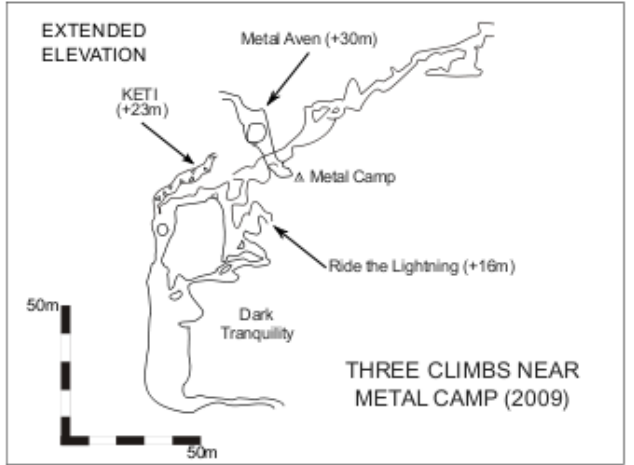 EXTENDED
ELEVATION
Metal Aven (+30m)
KETI
(+23m)
Metal Camp
Ride the Lightning (+16m)
50m
Dark
Tranquility
THREE CLIMBS NEAR
METAL CAMP (2009)
50m